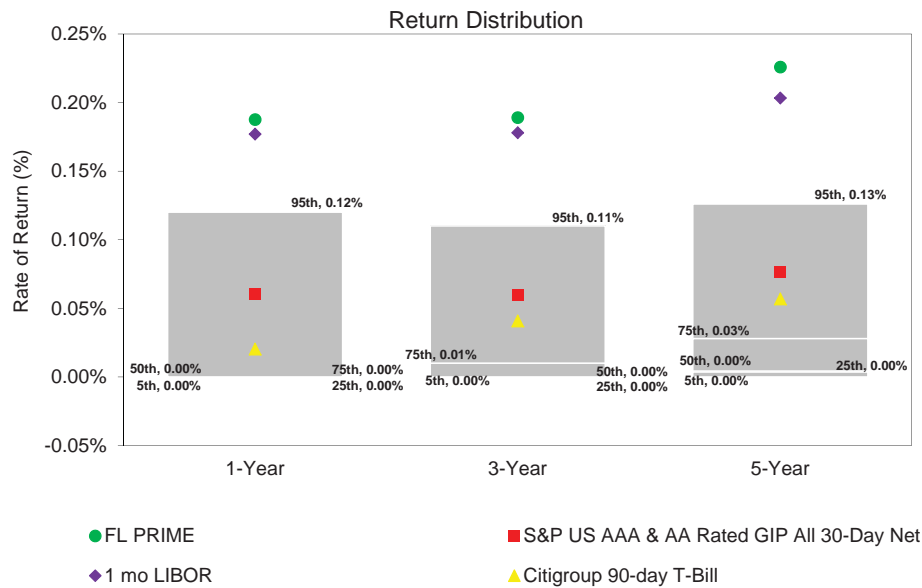 Return Distribution
0.25%
0.20%
0.15%
0.10%
0.05%
0.00%
-0.05%
Rate of Return (%)
95th, 0.12%
50th, 0.00%
5th, 0.00%
75th, 0.00%
25th, 0.00%
95th, 0.11%
75th, 0.01%
5th, 0.00%
50th, 0.00%
25th, 0.00%
95th, 0.13%
75th, 0.03%
50th, 0.00%
5th, 0.00%
25th, 0.00%
1-Year
3-Year
5-Year
FL PRIME
S&P US AAA & AA Rated GIP All 30-Day Net
1 mo LIBOR
Citigroup 90-day T-Bill